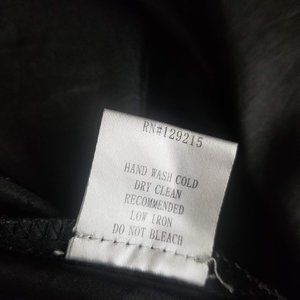 RN#129215
HAND WASH COLD
DRY CLEAN
RECOMMENDED
LOW IRON
DO NOT BLEACH